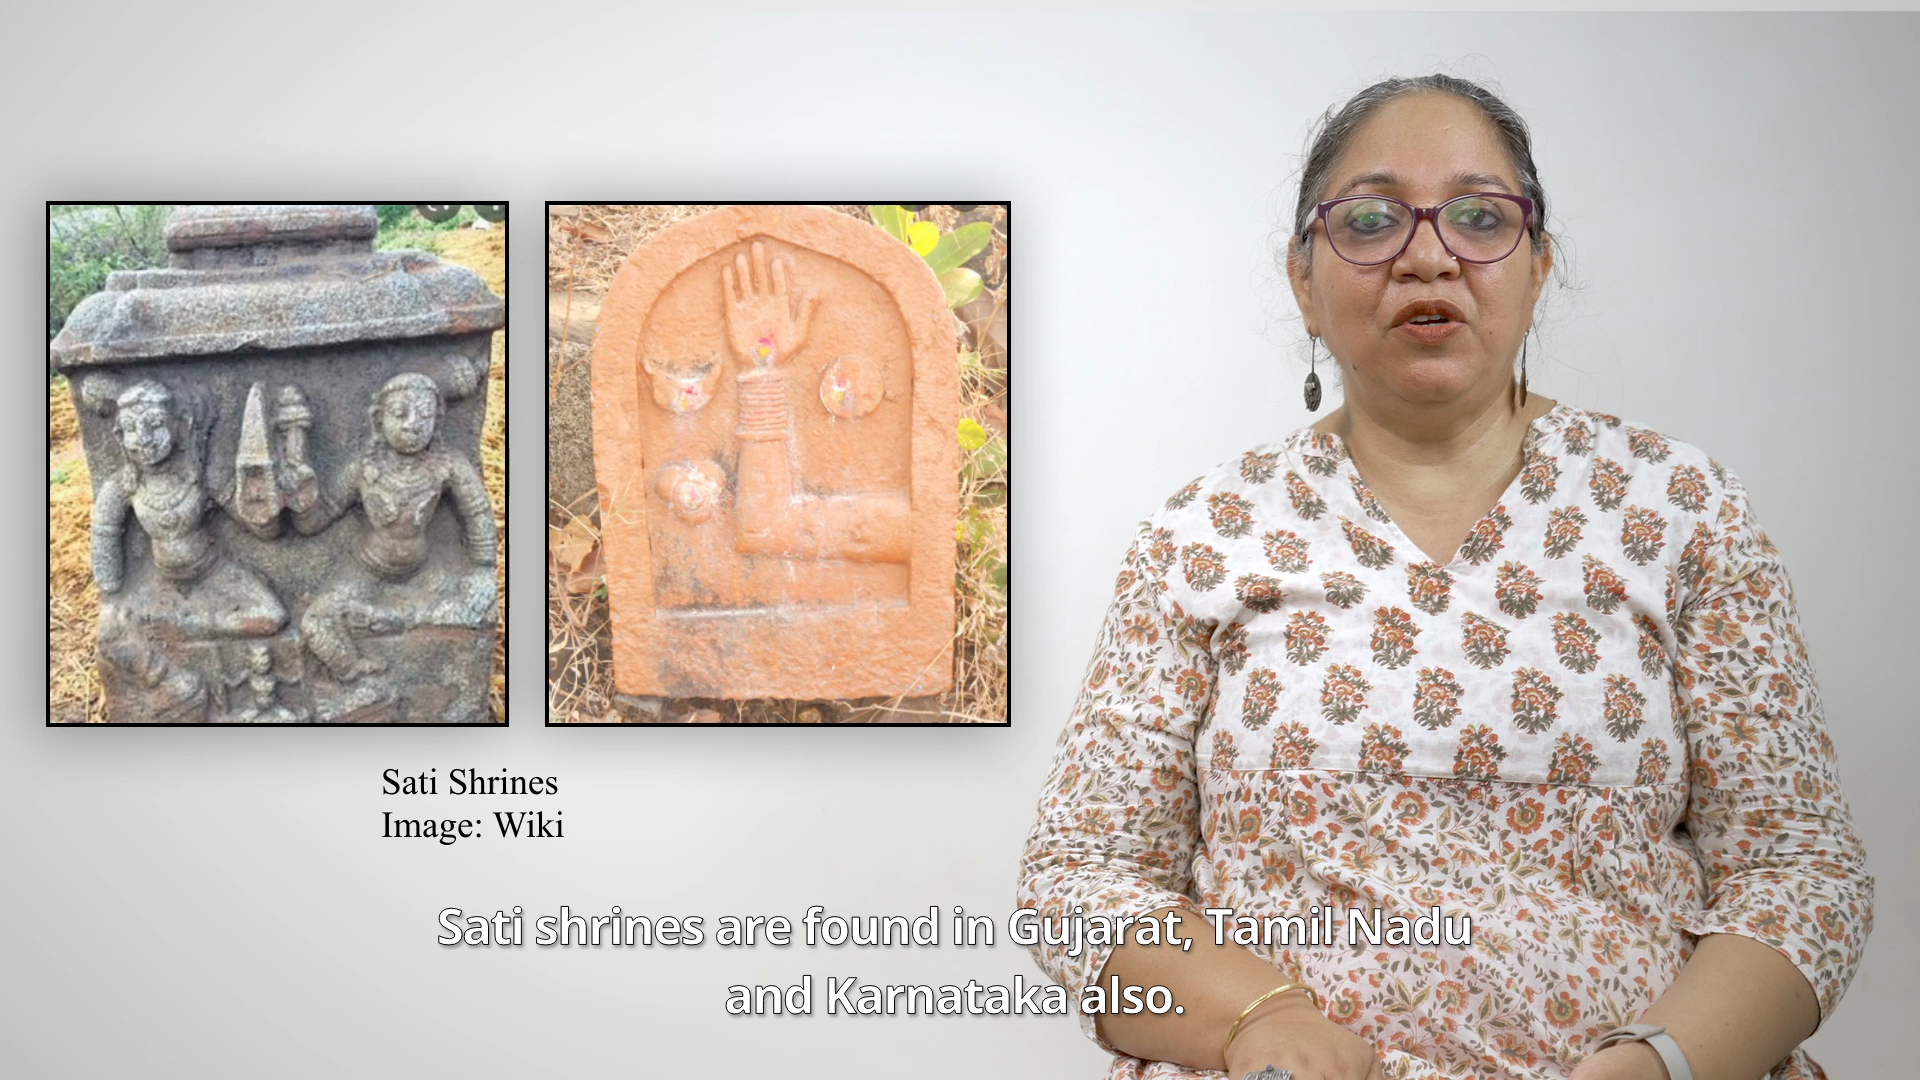 Sati Shrines
Image: Wiki
Sati shrines are found in Gujarat, Tamil Nadu
and Karnataka also.